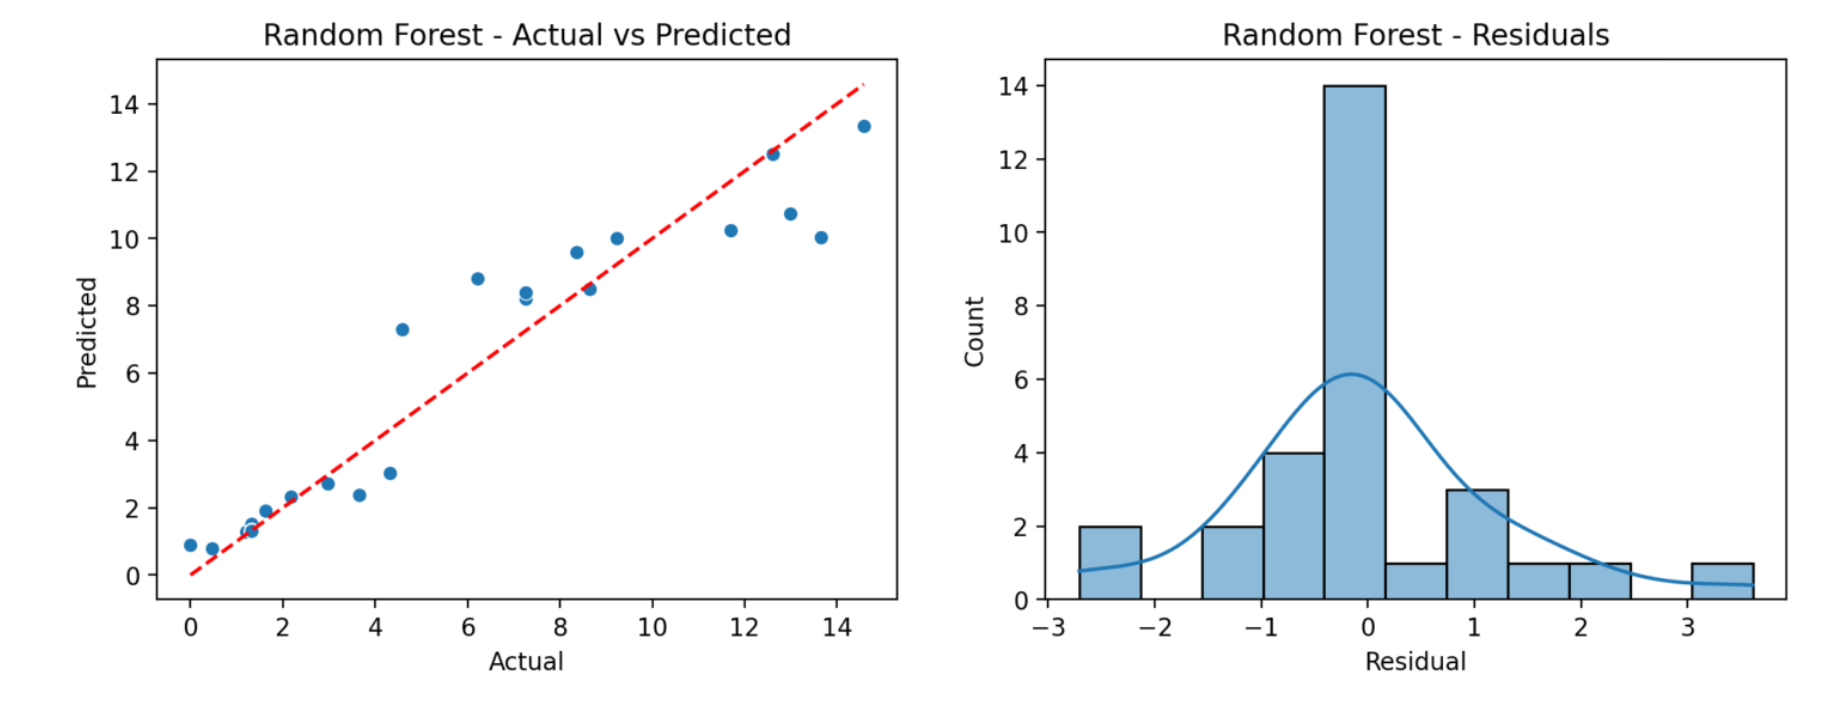 Random Forest - Actual vs Predicted
14
12
10
8
6
4
2
0
Predicted
0 2 4 6 8 10 12 14
Actual
Random Forest - Residuals
14
12
10
8
6
4
2
0
Count
−3 −2 −1 0 1 2 3
Residual